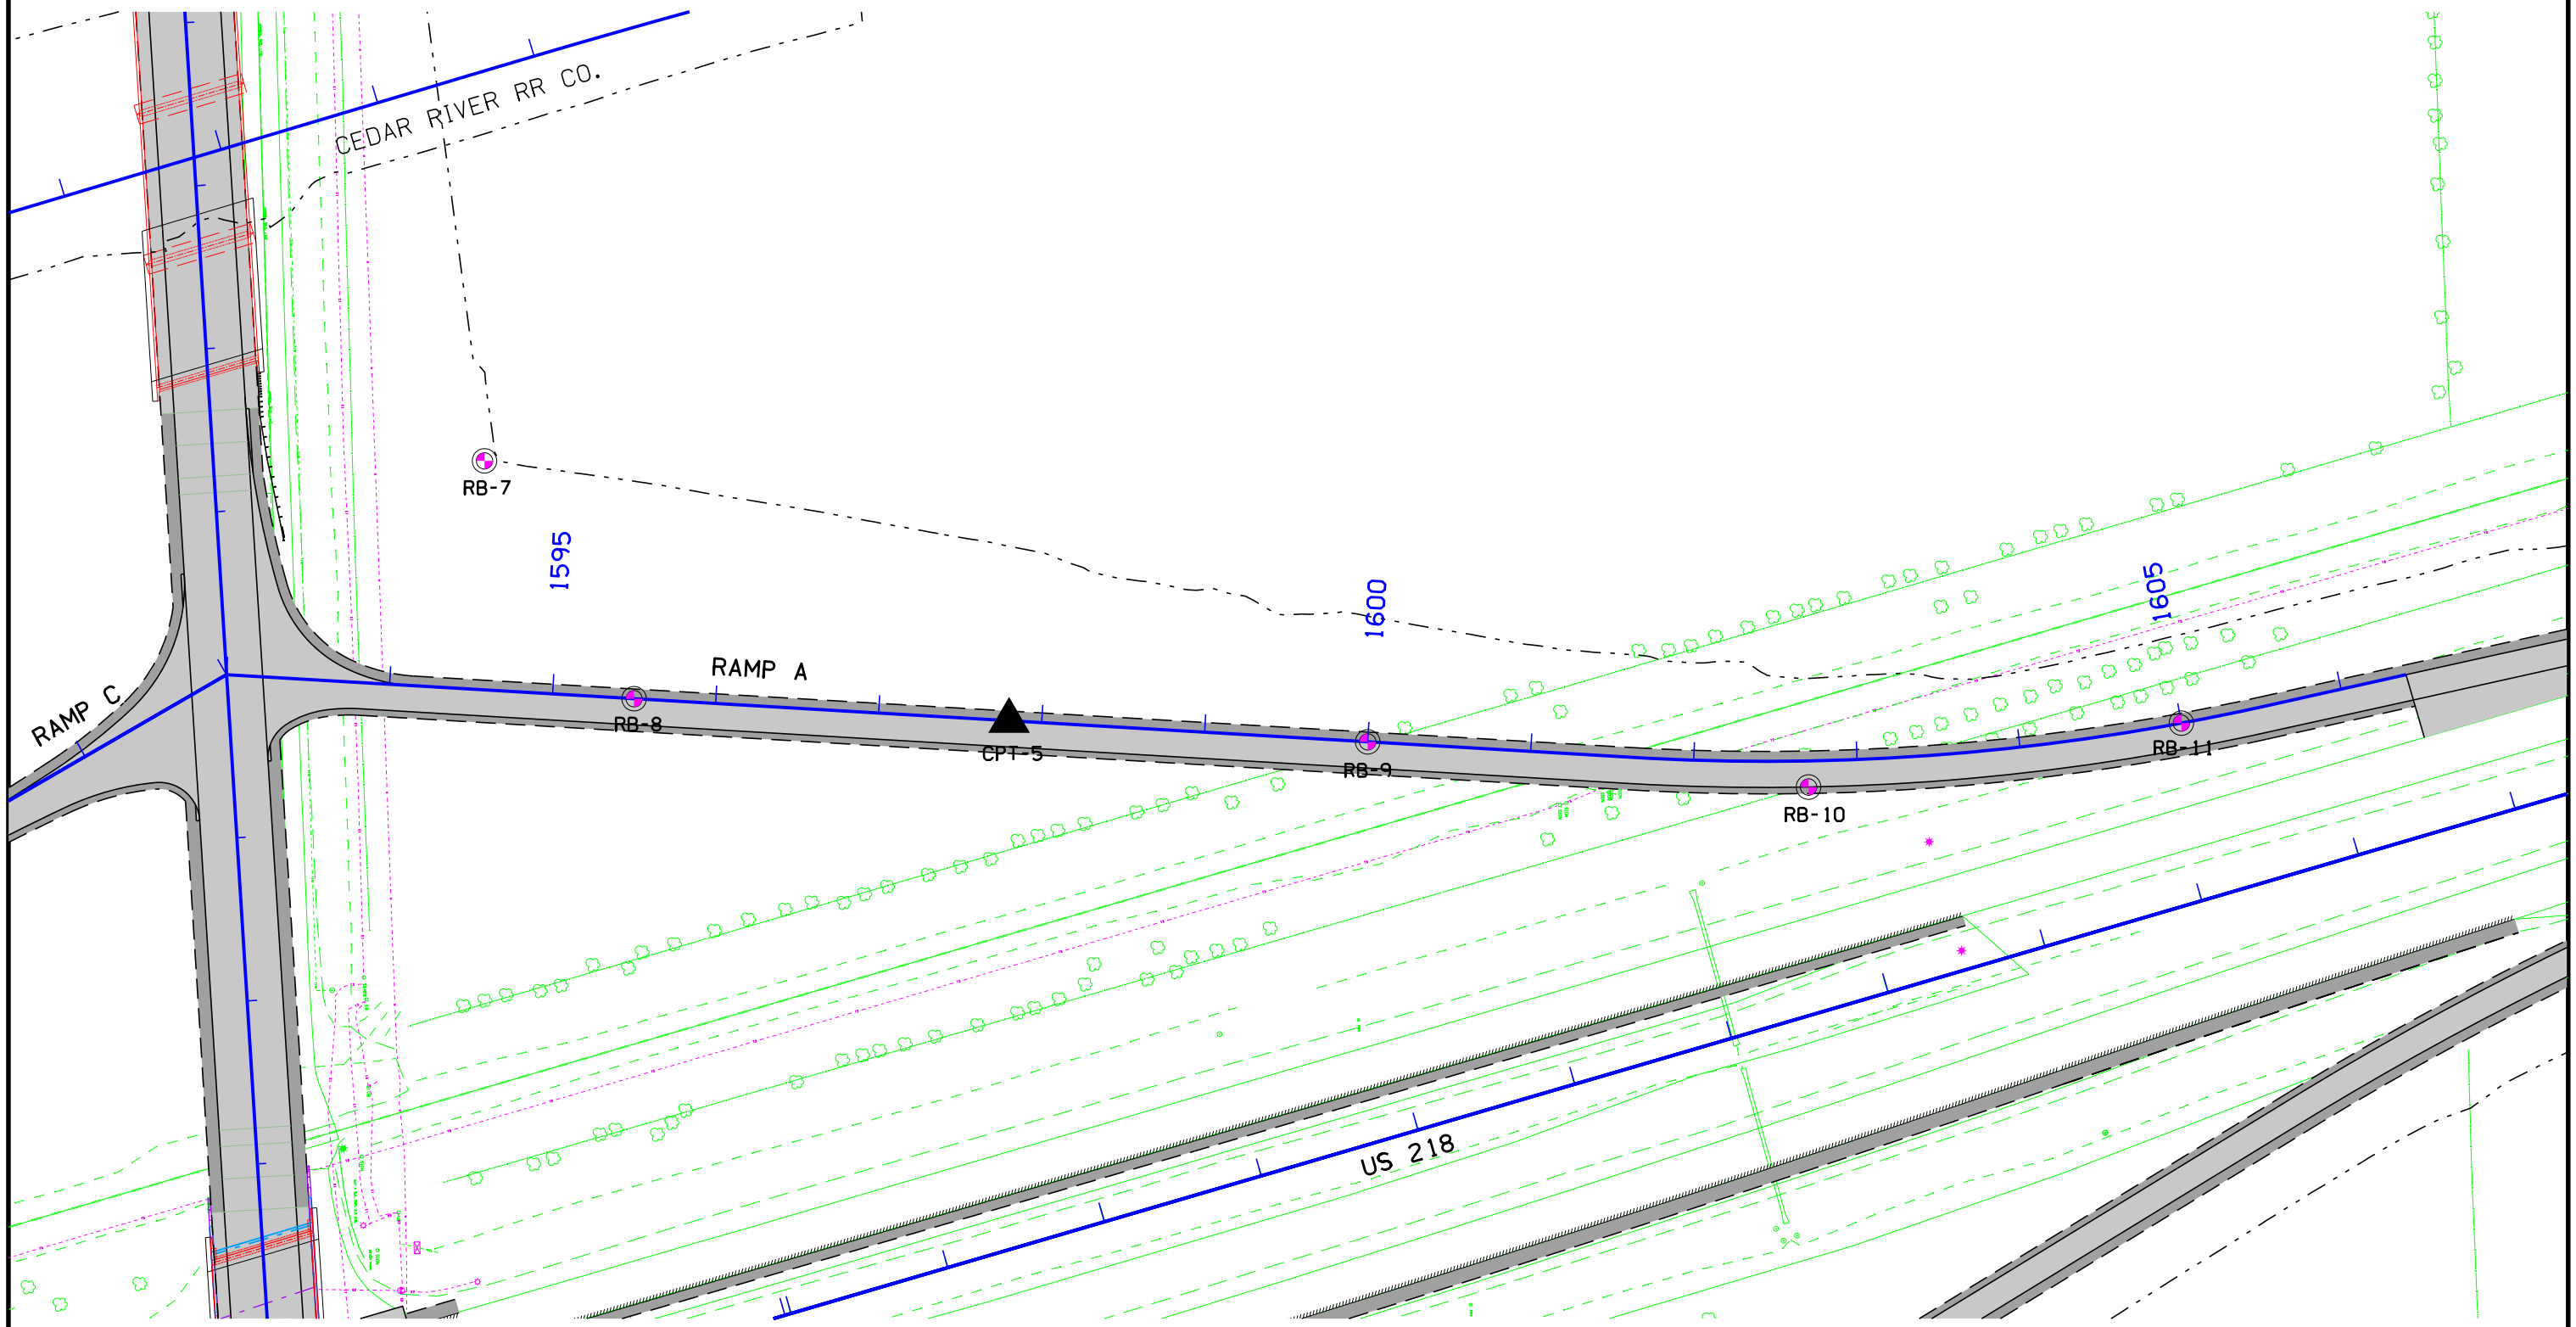 CEDAR RIVER RR CO.
RB-7
1595
1600
1605
RAMP C
RAMP A
RB-8
CPT-5
RB-9
RB-10
RB-11
US 218